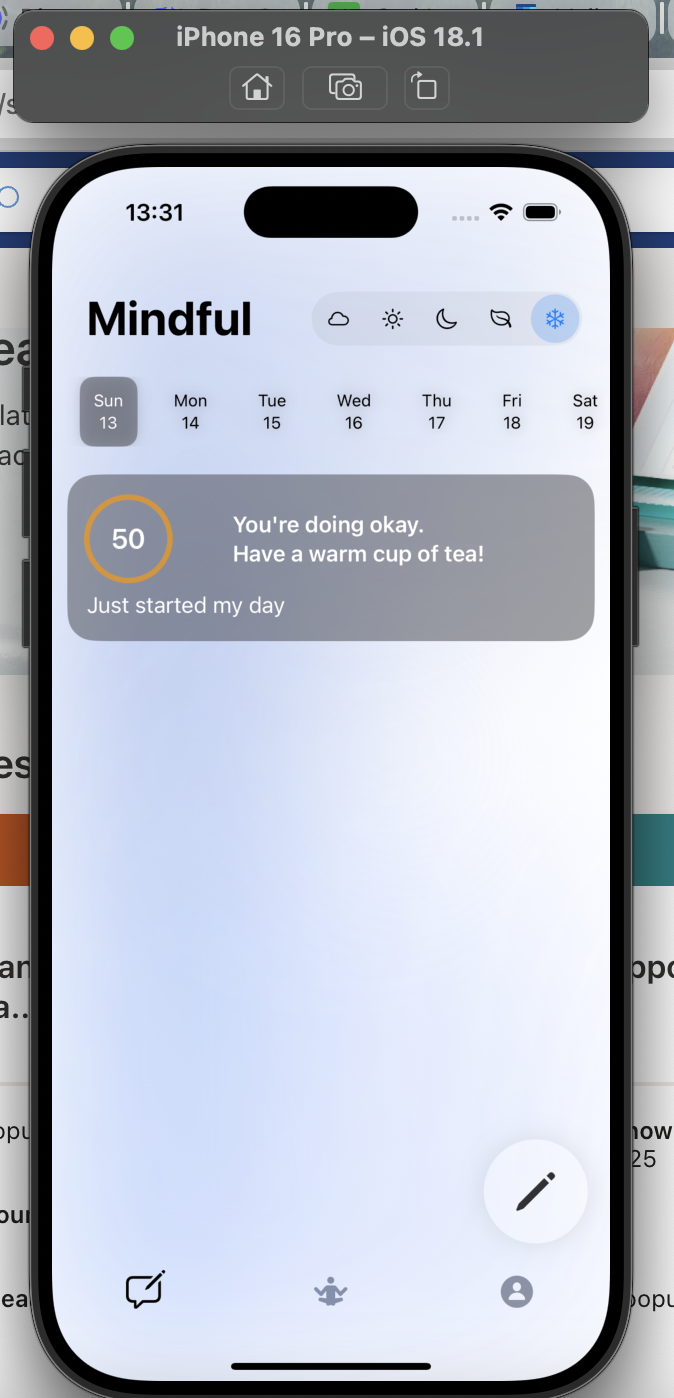 iPhone 16 Pro – iOS 18.1
13:31
Mindful
Sun Mon Tue Wed Thu Fri Sat
13 14 15 16 17 18 19
50
You're doing okay.
Have a warm cup of tea!
Just started my day
25